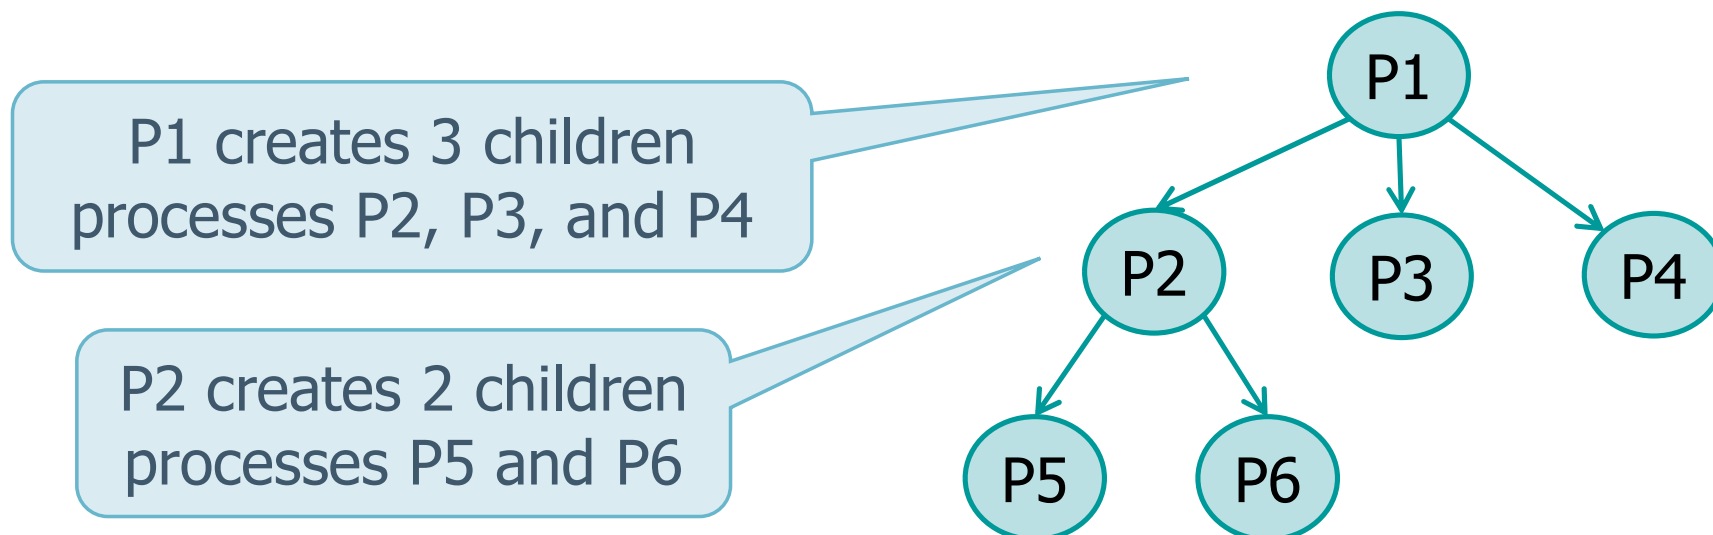 P1
P1 creates 3 children
processes P2, P3, and P4
P2
P3
P4
P2 creates 2 children
processes P5 and P6
P5
P6